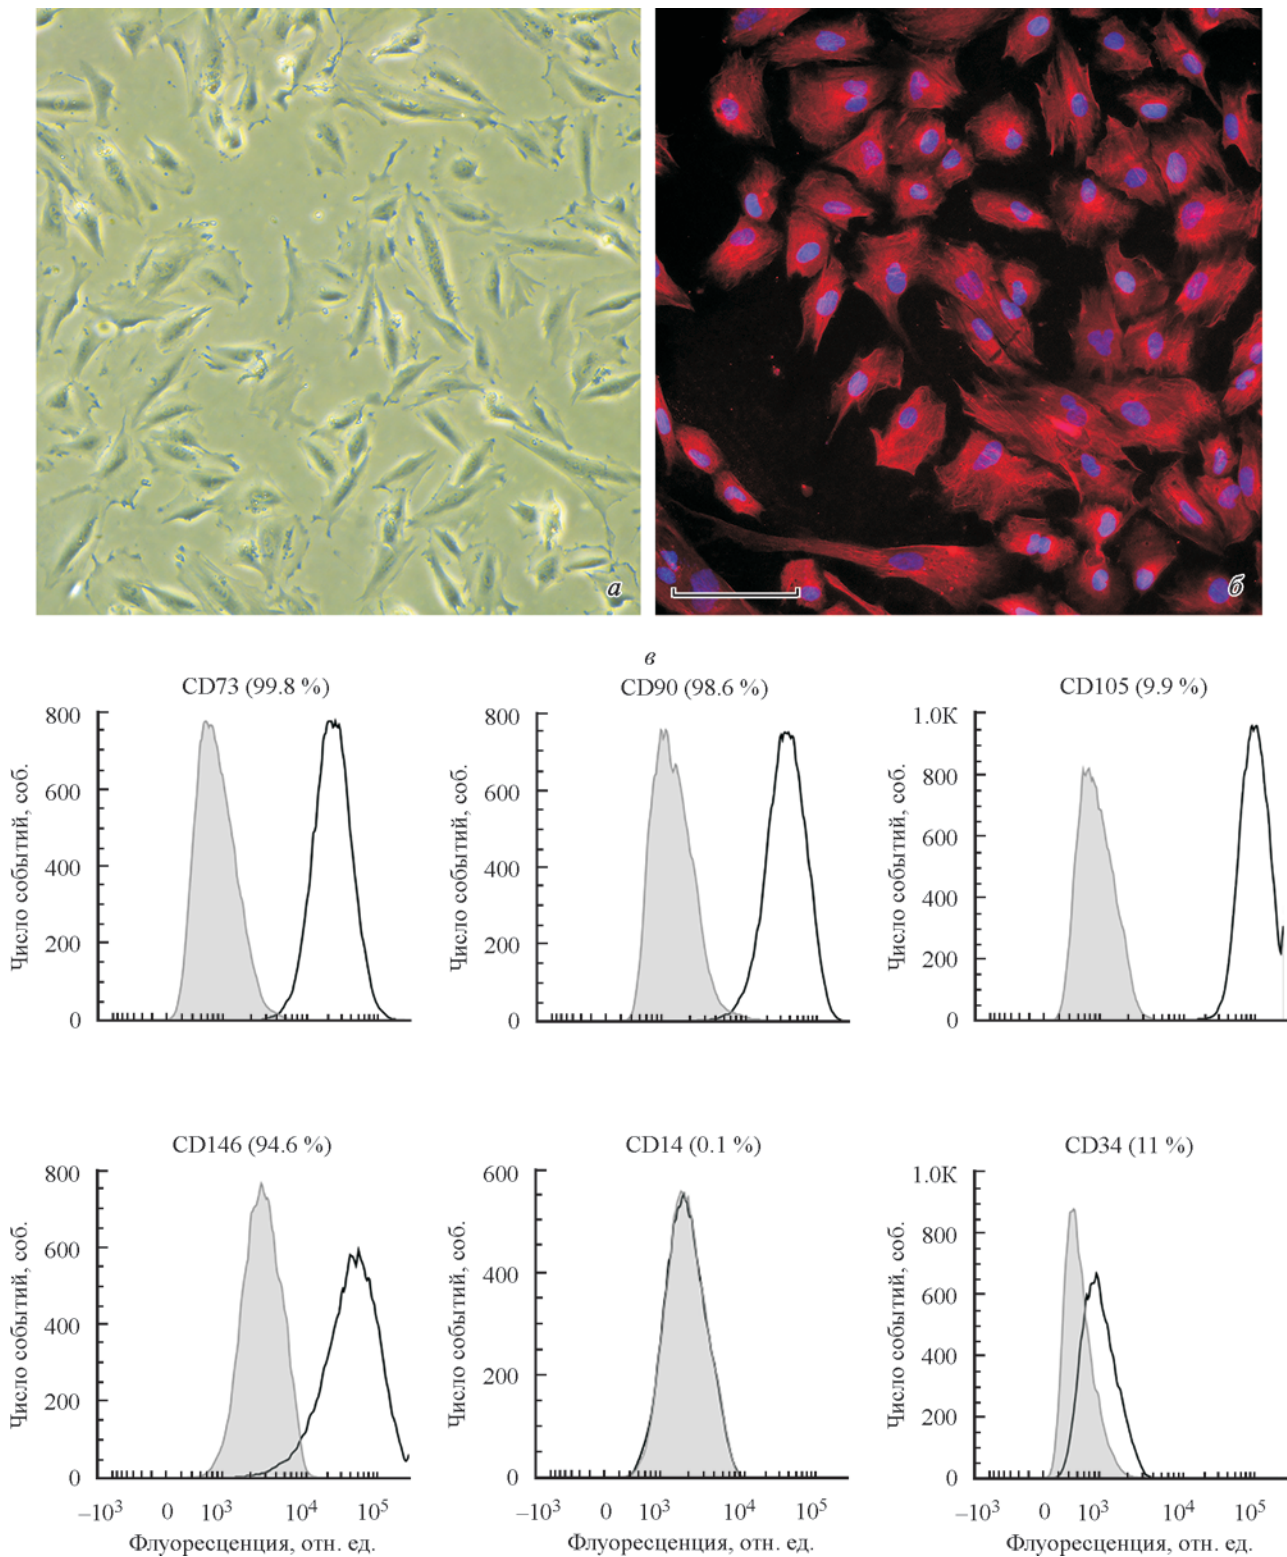 а
б
в
CD73 (99.8 %)
CD90 (98.6 %)
CD105 (9.9 %)
800
600
400
200
0
Число событий, соб.
800
600
400
200
0
Число событий, соб.
1.0К
800
600
400
200
0
Число событий, соб.
CD146 (94.6 %)
CD14 (0.1 %)
CD34 (11 %)
800
600
400
200
0
Число событий, соб.
600
400
200
0
Число событий, соб.
1.0К
800
600
400
200
0
Число событий, соб.
–10³ 0 10³ 10⁴ 10⁵
Флуоресценция, отн. ед.
–10³ 0 10³ 10⁴ 10⁵
Флуоресценция, отн. ед.
–10³ 0 10³ 10⁴ 10⁵
Флуоресценция, отн. ед.